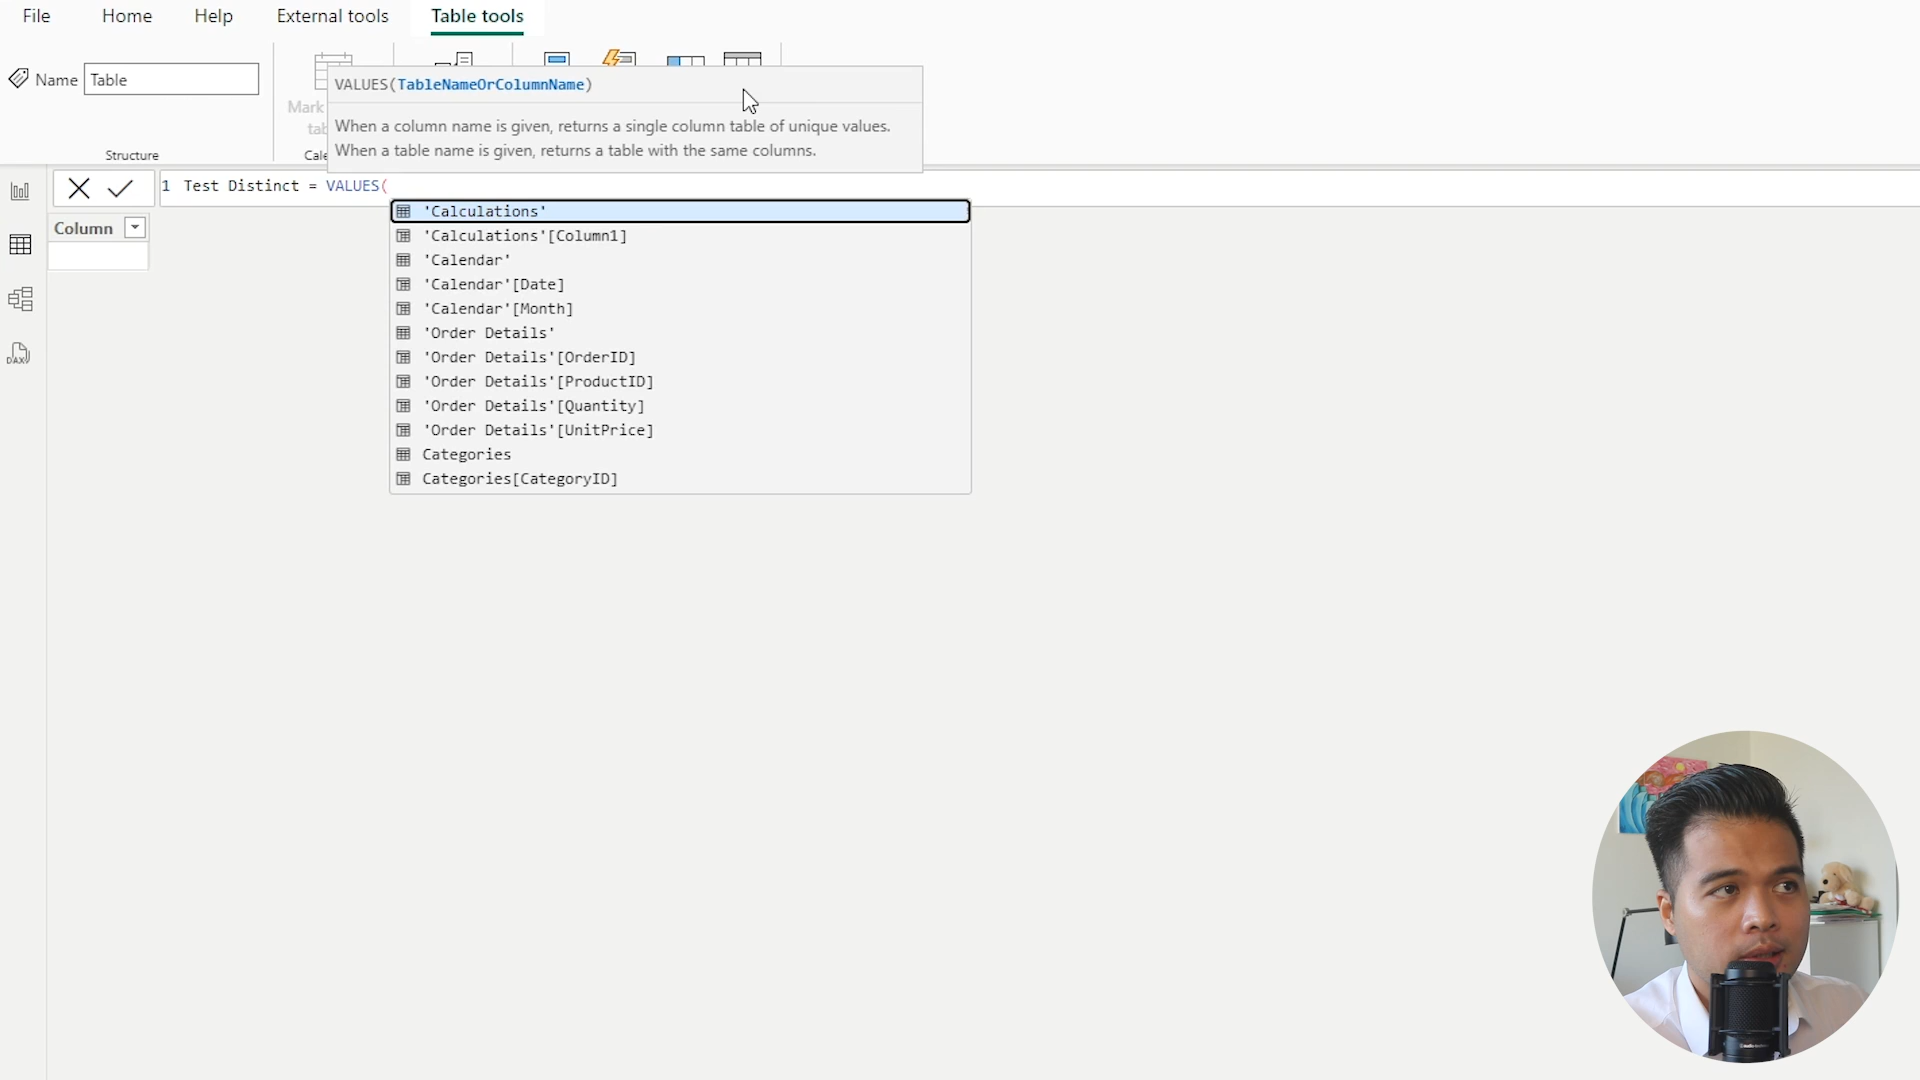 File Home Help External tools Table tools
Name Table
Mark
tab
Structure
Cale
VALUES(TableNameOrColumnName)
When a column name is given, returns a single column table of unique values.
When a table name is given, returns a table with the same columns.
1 Test Distinct = VALUES(
Column
'Calculations'
'Calculations'[Column1]
'Calendar'
'Calendar'[Date]
'Calendar'[Month]
'Order Details'
'Order Details'[OrderID]
'Order Details'[ProductID]
'Order Details'[Quantity]
'Order Details'[UnitPrice]
Categories
Categories[CategoryID]
DAX